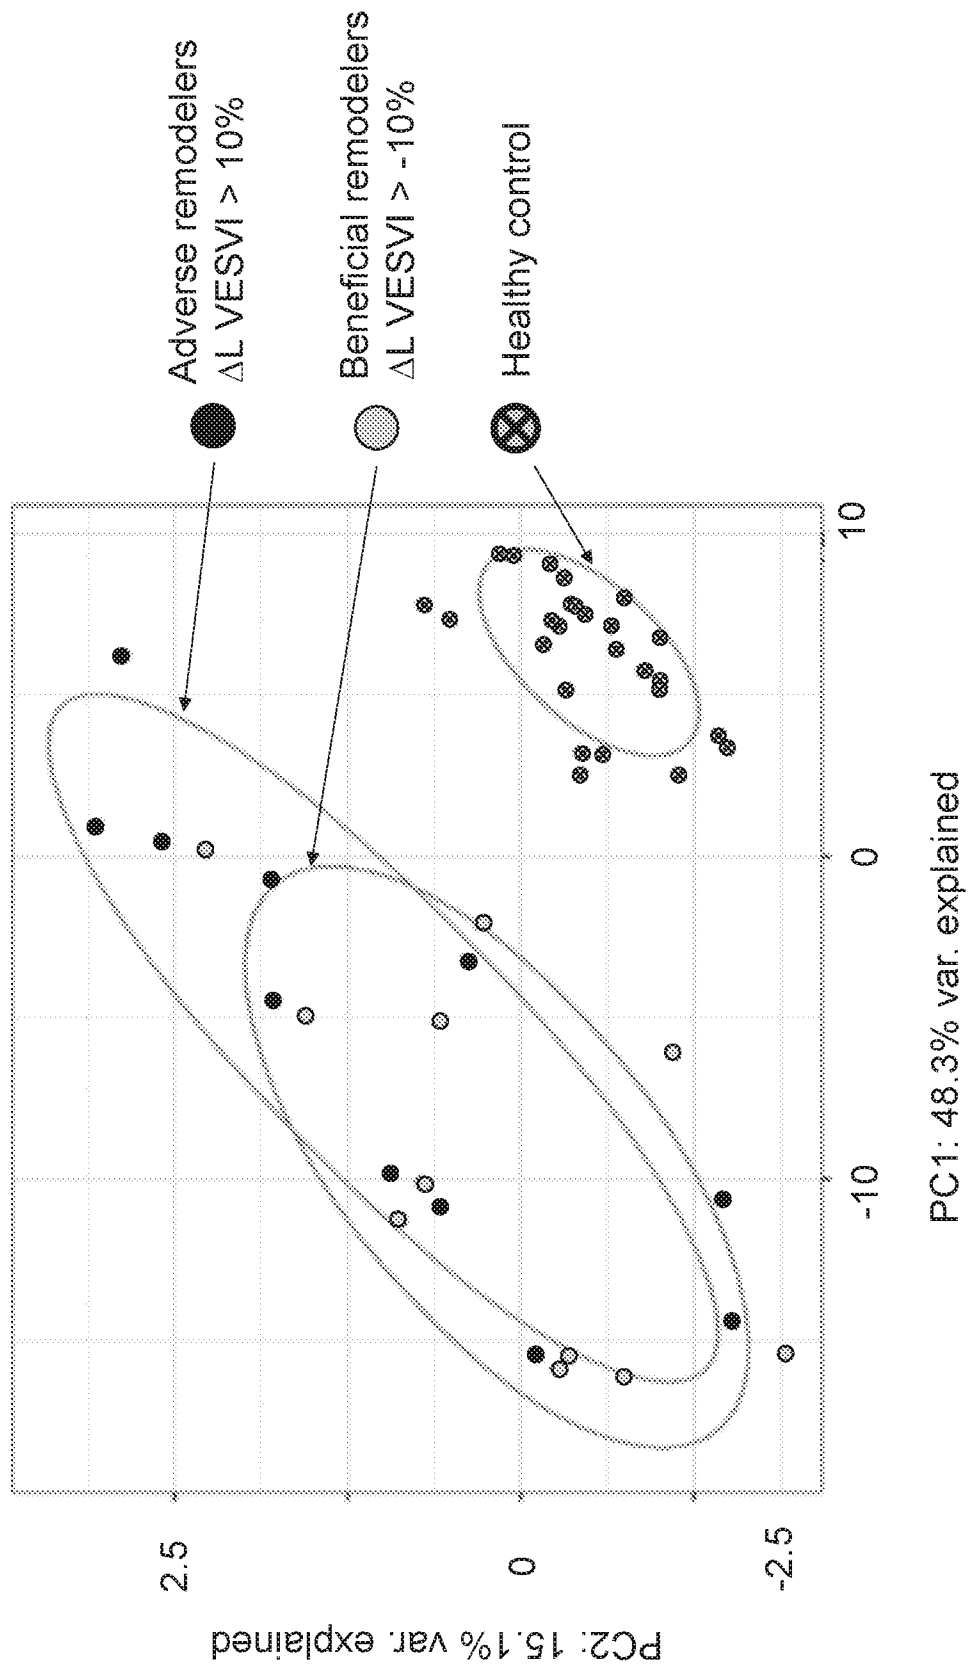 Adverse remodelers
ΔL VESVI > 10%
Beneficial remodelers
ΔL VESVI > -10%
Healthy control
2.5
0
-2.5
PC2: 15.1% var. explained
-10
0
10
PC1: 48.3% var. explained